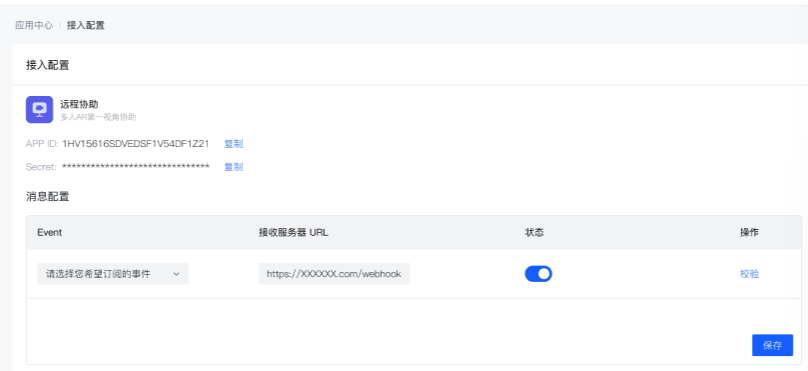 应用中心 / 接入配置
接入配置
远程协助
多人AR第一视角协助
APP ID: 1HV15616SDVEDSF1V54DF1Z21 复制
Secret: ******************************** 复制
消息配置
Event 接收服务器 URL 状态 操作
请选择您希望订阅的事件 https://XXXXXX.com/webhook 校验
保存